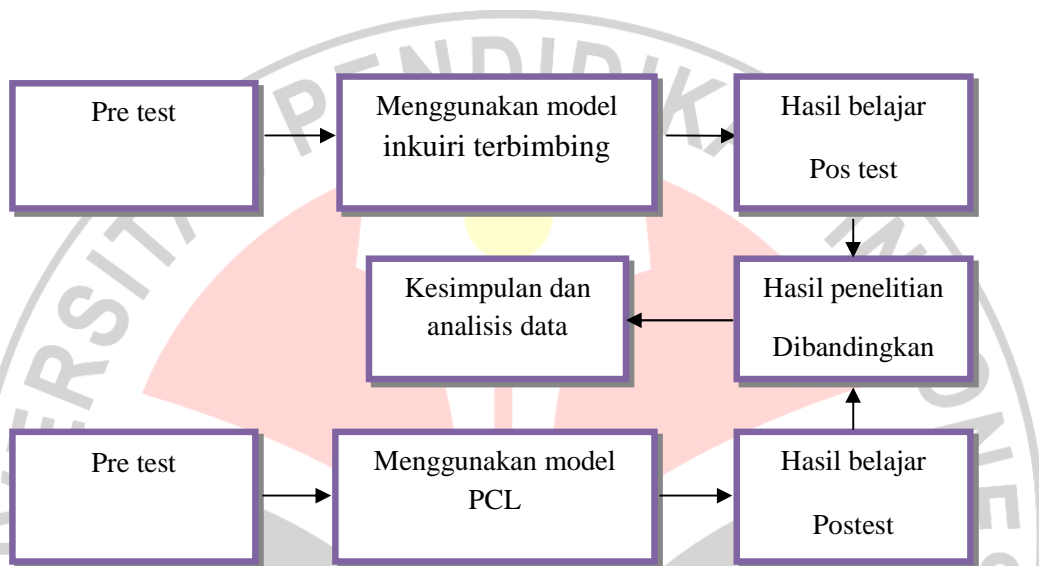 Pre test
Menggunakan model
inkuiri terbimbing
Hasil belajar
Pos test
Kesimpulan dan
analisis data
Hasil penelitian
Dibandingkan
Pre test
Menggunakan model
PCL
Hasil belajar
Postest